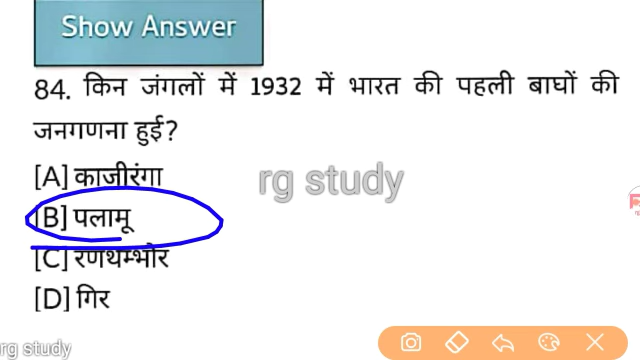 Show Answer
84. किन जंगलों में 1932 में भारत की पहली बाघों की
जनगणना हुई?
[A] काजीरंगा
rg study
[B] पलामू
[C] रणथम्भौर
[D] गिर
rg study